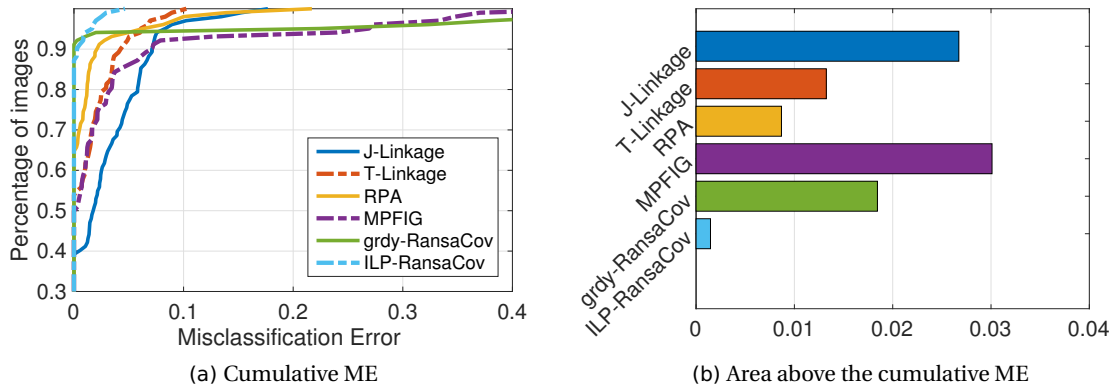 Percentage of images
0.9
0.8
0.7
0.6
0.5
0.4
0.3
J-Linkage
T-Linkage
RPA
MPFIG
grdy-RansaCov
ILP-RansaCov
0 0.1 0.2 0.3 0.4
Misclassification Error
(a) Cumulative ME
J-Linkage
T-Linkage
RPA
MPFIG
grdy-RansaCov
ILP-RansaCov
0 0.01 0.02 0.03 0.04
(b) Area above the cumulative ME